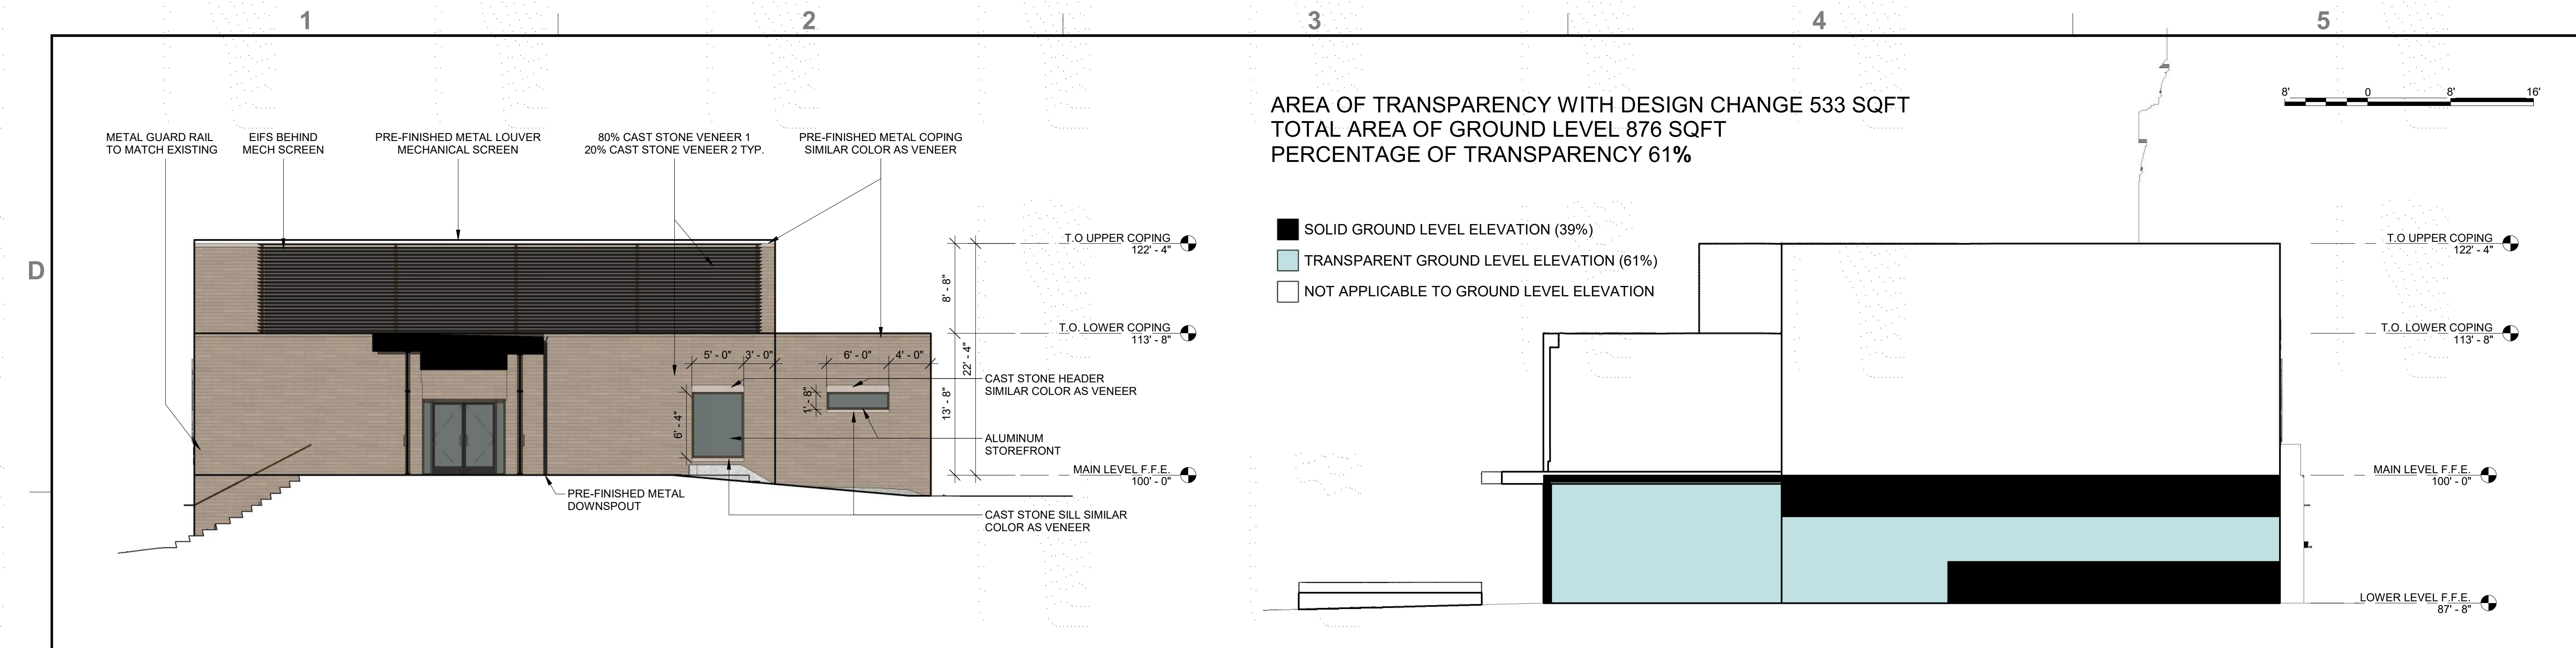 1
2
3
4
5
D
METAL GUARD RAIL
TO MATCH EXISTING
EIFS BEHIND
MECH SCREEN
PRE-FINISHED METAL LOUVER
MECHANICAL SCREEN
80% CAST STONE VENEER 1
20% CAST STONE VENEER 2 TYP.
PRE-FINISHED METAL COPING
SIMILAR COLOR AS VENEER
T.O UPPER COPING
122' - 4"
8' - 8"
T.O. LOWER COPING
113' - 8"
22' - 4"
5' - 0"
3' - 0"
6' - 0"
4' - 0"
1' - 8"
6' - 4"
13' - 8"
CAST STONE HEADER
SIMILAR COLOR AS VENEER
ALUMINUM
STOREFRONT
MAIN LEVEL F.F.E.
100' - 0"
PRE-FINISHED METAL
DOWNSPOUT
CAST STONE SILL SIMILAR
COLOR AS VENEER
AREA OF TRANSPARENCY WITH DESIGN CHANGE 533 SQFT
TOTAL AREA OF GROUND LEVEL 876 SQFT
PERCENTAGE OF TRANSPARENCY 61%
SOLID GROUND LEVEL ELEVATION (39%)
TRANSPARENT GROUND LEVEL ELEVATION (61%)
NOT APPLICABLE TO GROUND LEVEL ELEVATION
8'
0
8'
16'
T.O UPPER COPING
122' - 4"
T.O. LOWER COPING
113' - 8"
MAIN LEVEL F.F.E.
100' - 0"
LOWER LEVEL F.F.E.
87' - 8"